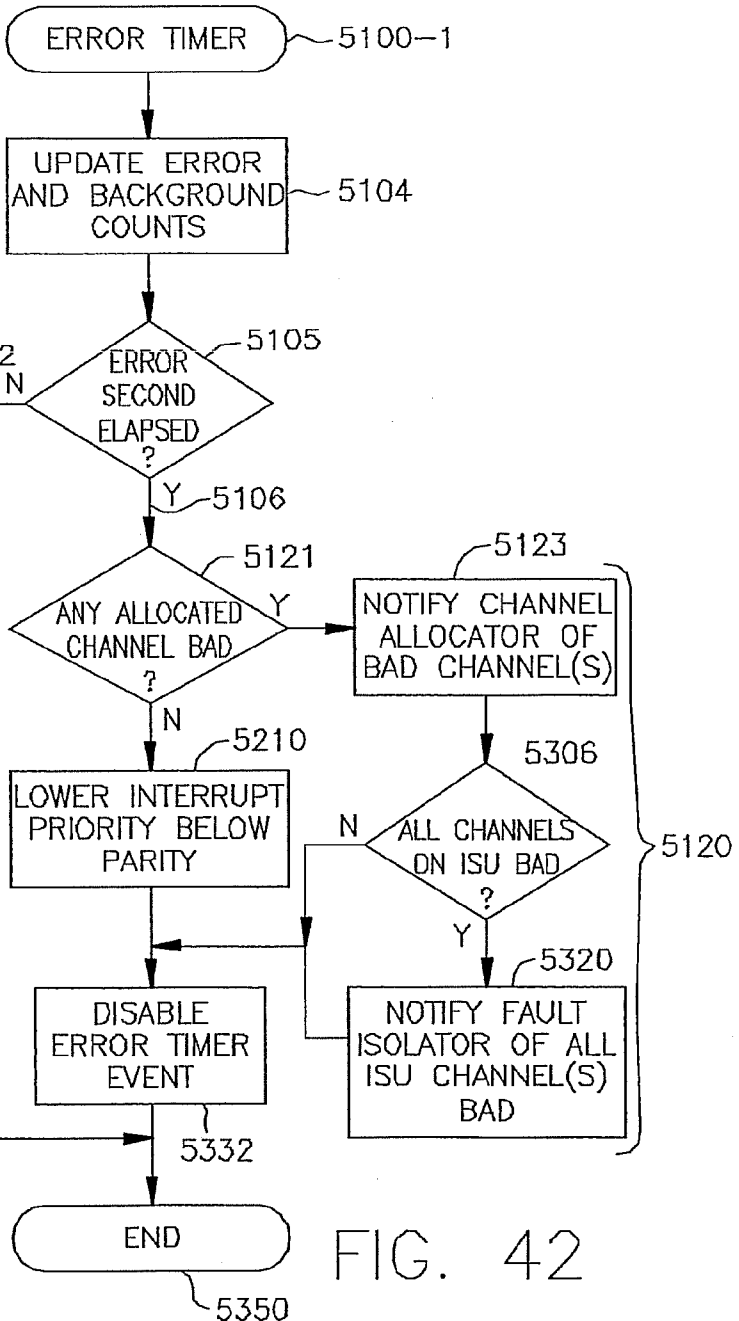 ERROR TIMER
5100-1
UPDATE ERROR
AND BACKGROUND
COUNTS
5104
2
N
ERROR
SECOND
ELAPSED
?
5105
Y
5106
ANY ALLOCATED
CHANNEL BAD
?
5121
Y
N
5123
NOTIFY CHANNEL
ALLOCATOR OF
BAD CHANNEL(S)
5210
LOWER INTERRUPT
PRIORITY BELOW
PARITY
5306
N
ALL CHANNELS
ON ISU BAD
?
Y
5120
5320
NOTIFY FAULT
ISOLATOR OF ALL
ISU CHANNEL(S)
BAD
DISABLE
ERROR TIMER
EVENT
5332
END
5350
FIG. 42